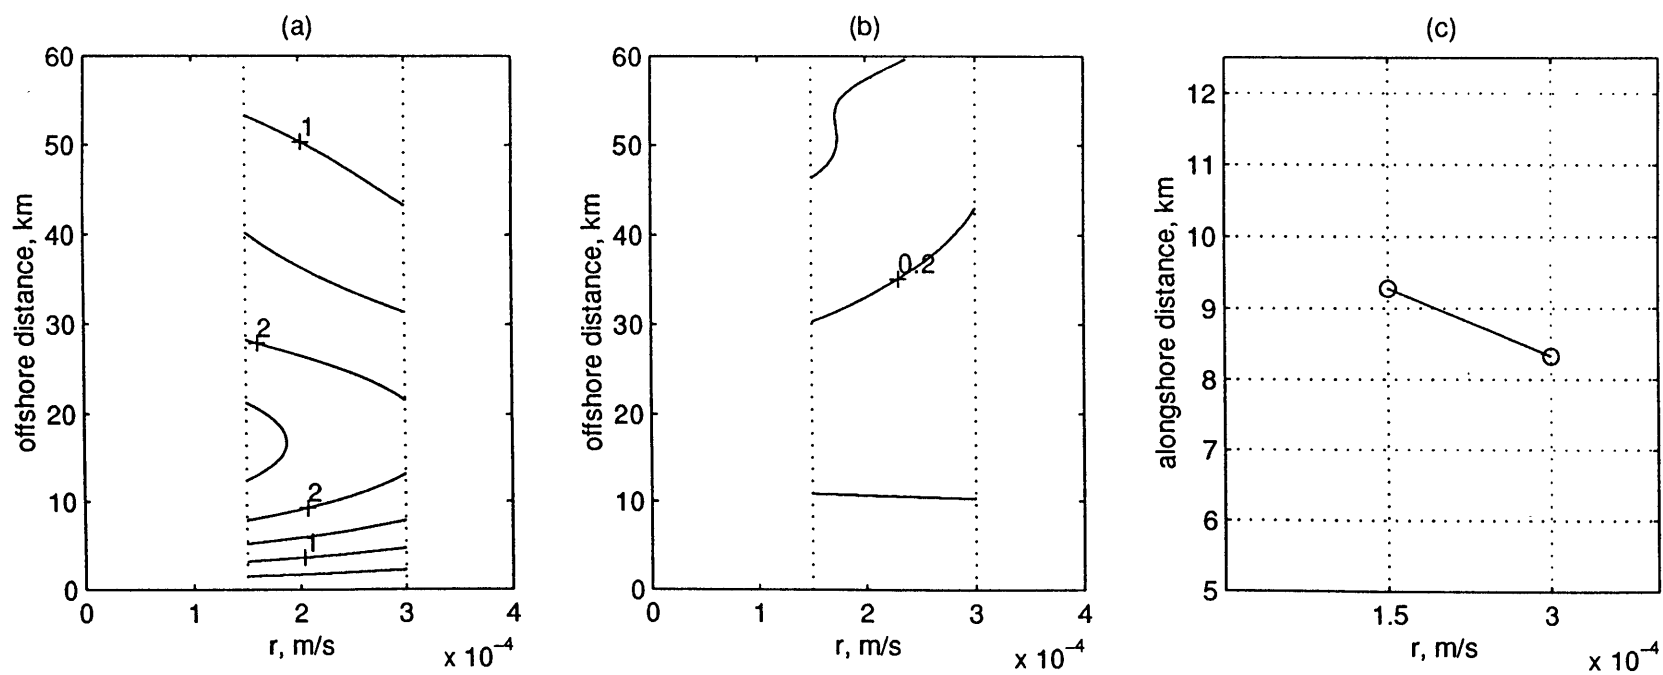 (a)
60
50
40
30
20
10
0
offshore distance, km
1
2
2
1
0 1 2 3 4
r, m/s
x 10⁻⁴
(b)
60
50
40
30
20
10
0
offshore distance, km
0.2
0 1 2 3 4
r, m/s
x 10⁻⁴
(c)
12
11
10
9
8
7
6
5
alongshore distance, km
1.5 3
r, m/s
x 10⁻⁴